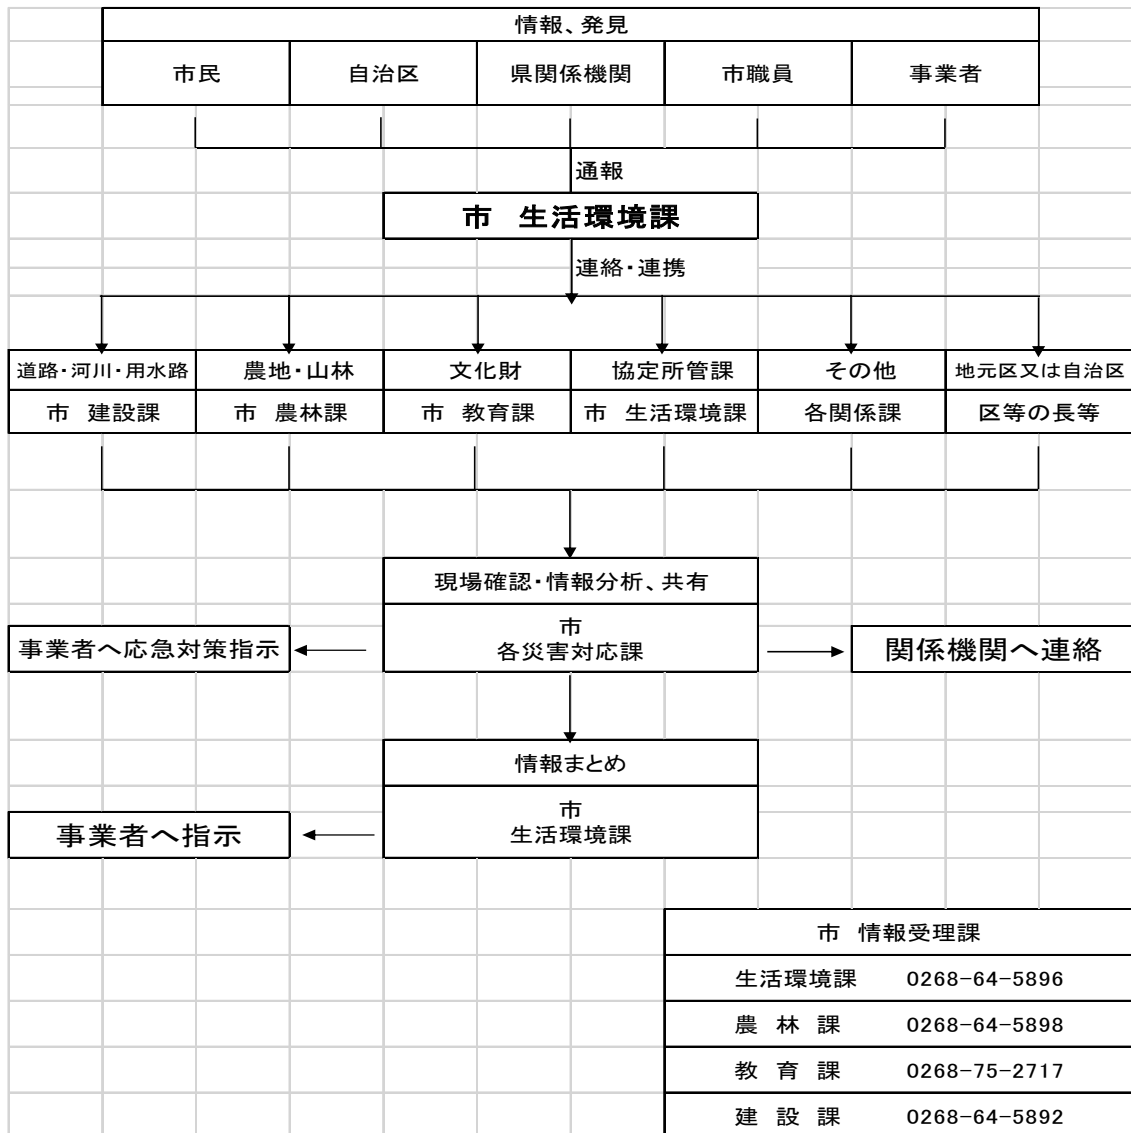 情報、発見
市民 自治区 県関係機関 市職員 事業者
通報
市　生活環境課
連絡・連携
道路・河川・用水路 農地・山林 文化財 協定所管課 その他 地元区又は自治区
市　建設課 市　農林課 市　教育課 市　生活環境課 各関係課 区等の長等
現場確認・情報分析、共有
市
事業者へ応急対策指示 各災害対応課 関係機関へ連絡
情報まとめ
市
事業者へ指示 生活環境課
市　情報受理課
生活環境課 0268-64-5896
農　林　課 0268-64-5898
教　育　課 0268-75-2717
建　設　課 0268-64-5892